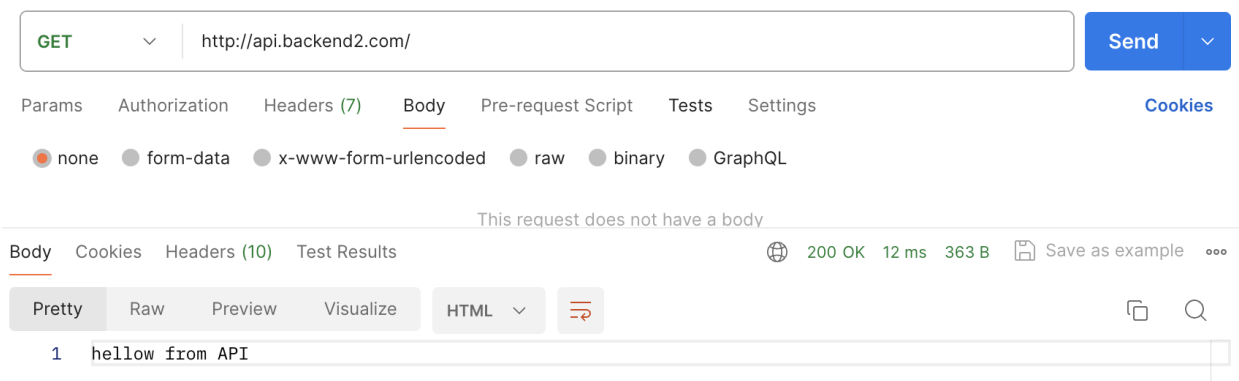 GET http://api.backend2.com/ Send
Params Authorization Headers (7) Body Pre-request Script Tests Settings Cookies
none form-data x-www-form-urlencoded raw binary GraphQL
This request does not have a body
Body Cookies Headers (10) Test Results 200 OK 12 ms 363 B Save as example
Pretty Raw Preview Visualize HTML
1 hellow from API